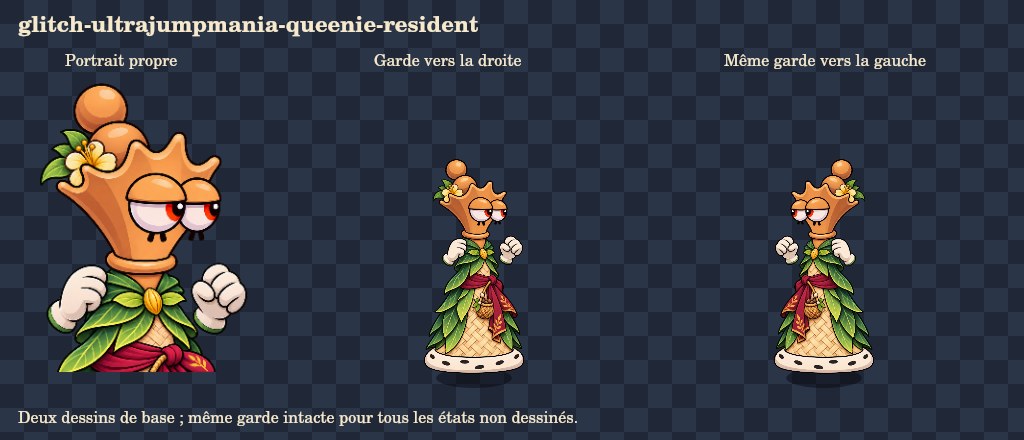 glitch-ultrajumpmania-queenie-resident
Portrait propre
Garde vers la droite
Même garde vers la gauche
Deux dessins de base ; même garde intacte pour tous les états non dessinés.